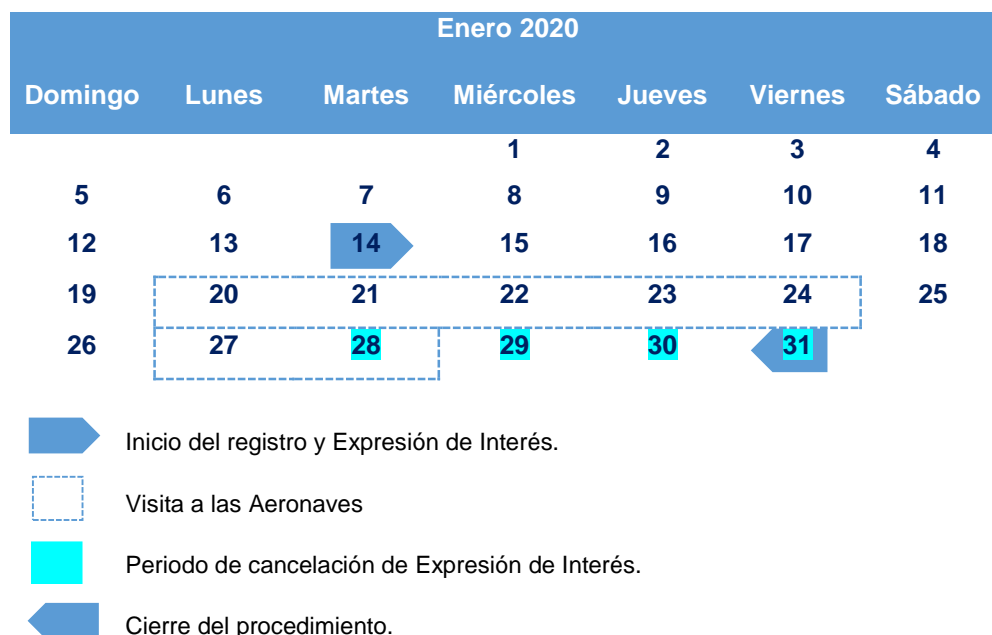 Enero 2020
Domingo Lunes Martes Miércoles Jueves Viernes Sábado
1 2 3 4
5 6 7 8 9 10 11
12 13 14 15 16 17 18
19 20 21 22 23 24 25
26 27 28 29 30 31
Inicio del registro y Expresión de Interés.
Visita a las Aeronaves
Periodo de cancelación de Expresión de Interés.
Cierre del procedimiento.